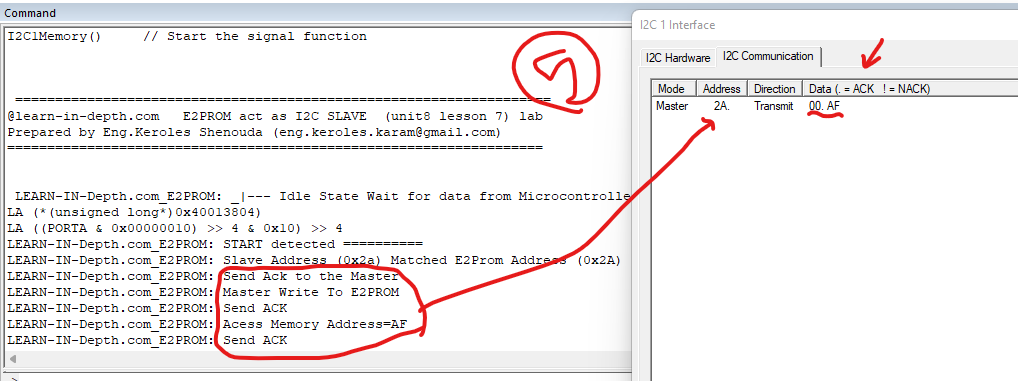 Command
I2C1Memory()     // Start the signal function
===================================================================
@learn-in-depth.com   E2PROM act as I2C SLAVE  (unit8 lesson 7) lab
Prepared by Eng.Keroles Shenouda (eng.keroles.karam@gmail.com)
===================================================================
LEARN-IN-Depth.com_E2PROM: _|--- Idle State Wait for data from Microcontrolle
LA (*(unsigned long*)0x40013804)
LA ((PORTA & 0x00000010) >> 4 & 0x10) >> 4
LEARN-IN-Depth.com_E2PROM: START detected ==========
LEARN-IN-Depth.com_E2PROM: Slave Address (0x2a) Matched E2Prom Address (0x2A)
LEARN-IN-Depth.com_E2PROM: Send Ack to the Master
LEARN-IN-Depth.com_E2PROM: Master Write To E2PROM
LEARN-IN-Depth.com_E2PROM: Send ACK
LEARN-IN-Depth.com_E2PROM: Acess Memory Address=AF
LEARN-IN-Depth.com_E2PROM: Send ACK
>
I2C 1 Interface
I2C Hardware I2C Communication
Mode Address Direction Data (. = ACK  ! = NACK)
Master 2A. Transmit 00. AF